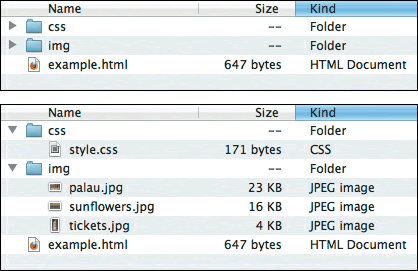 Name Size Kind
css -- Folder
img -- Folder
example.html 647 bytes HTML Document
Name Size Kind
css -- Folder
style.css 171 bytes CSS
img -- Folder
palau.jpg 23 KB JPEG image
sunflowers.jpg 16 KB JPEG image
tickets.jpg 4 KB JPEG image
example.html 647 bytes HTML Document